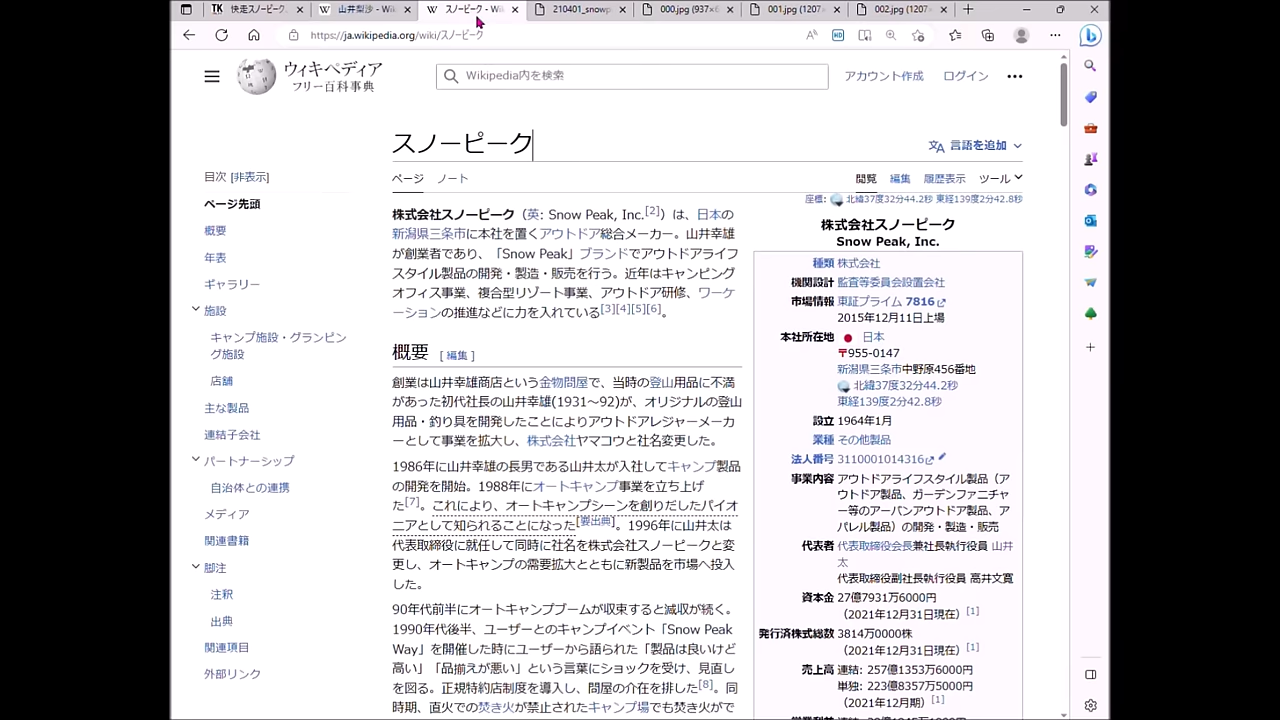 快走スノーピーク
山井梨沙 - Wiki
スノーピーク - Wi
210401_snowp
000.jpg (937×6
001.jpg (1207×
002.jpg (1207×
https://ja.wikipedia.org/wiki/スノーピーク
ウィキペディア
フリー百科事典
Wikipedia内を検索
アカウント作成
ログイン
スノーピーク
言語を追加
目次 [非表示]
ページ先頭
概要
年表
ギャラリー
施設
キャンプ施設・グランピン
グ施設
店舗
主な製品
連結子会社
パートナーシップ
自治体との連携
メディア
関連書籍
脚注
注釈
出典
関連項目
外部リンク
ページ ノート
閲覧 編集 履歴表示 ツール
株式会社スノーピーク（英: Snow Peak, Inc.[2]）は、日本の
新潟県三条市に本社を置くアウトドア総合メーカー。山井幸雄
が創業者であり、「Snow Peak」ブランドでアウトドアライフ
スタイル製品の開発・製造・販売を行う。近年はキャンピング
オフィス事業、複合型リゾート事業、アウトドア研修、ワーケ
ーションの推進などに力を入れている[3][4][5][6]。
概要 [ 編集 ]
創業は山井幸雄商店という金物問屋で、当時の登山用品に不満
があった初代社長の山井幸雄(1931～92)が、オリジナルの登山
用品・釣り具を開発したことによりアウトドアレジャーメーカ
ーとして事業を拡大し、株式会社ヤマコウと社名変更した。
1986年に山井幸雄の長男である山井太が入社してキャンプ製品
の開発を開始。1988年にオートキャンプ事業を立ち上げ
た[7]。これにより、オートキャンプシーンを創りだしたパイオ
ニアとして知られることになった[要出典]。1996年に山井太は
代表取締役に就任して同時に社名を株式会社スノーピークと変
更し、オートキャンプの需要拡大とともに新製品を市場へ投入
した。
90年代前半にオートキャンプブームが収束すると減収が続く。
1990年代後半、ユーザーとのキャンプイベント「Snow Peak
Way」を開催した時にユーザーから語られた「製品は良いけど
高い」「品揃えが悪い」という言葉にショックを受け、見直し
を図る。正規特約店制度を導入し、問屋の介在を排した[8]。同
時期、直火での焚き火が禁止されたキャンプ場でも焚き火がで
座標: 北緯37度32分44.2秒 東経139度2分42.8秒
株式会社スノーピーク
Snow Peak, Inc.
種類 株式会社
機関設計 監査等委員会設置会社
市場情報 東証プライム 7816
2015年12月11日上場
本社所在地 日本
〒955-0147
新潟県三条市中野原456番地
北緯37度32分44.2秒
東経139度2分42.8秒
設立 1964年1月
業種 その他製品
法人番号 3110001014316
事業内容 アウトドアライフスタイル製品（ア
ウトドア製品、ガーデンファニチャ
ー等のアーバンアウトドア製品、ア
パレル製品）の開発・製造・販売
代表者 代表取締役会長兼社長執行役員 山井
太
代表取締役副社長執行役員 高井文寛
資本金 27億7931万6000円
（2021年12月31日現在）[1]
発行済株式総数 3814万0000株
（2021年12月31日現在）[1]
売上高 連結: 257億1353万6000円
単独: 223億8357万5000円
（2021年12月期）[1]